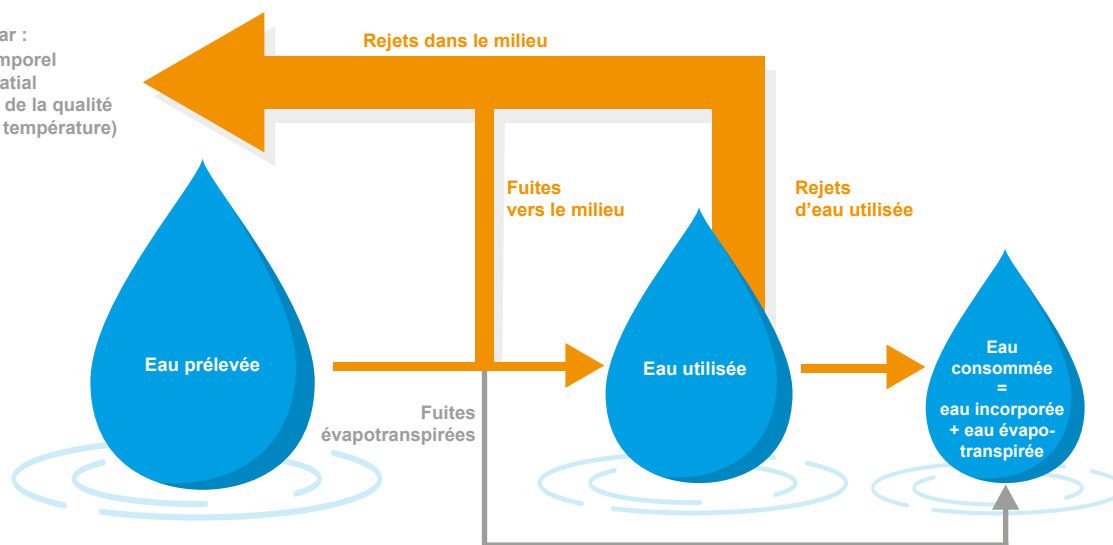 ar :
mporel
atial
de la qualité
température)
Rejets dans le milieu
Fuites
vers le milieu
Rejets
d'eau utilisée
Eau prélevée
Eau utilisée
Eau
consommée
=
eau incorporée
+ eau évapo-
transpirée
Fuites
évapotranspirées